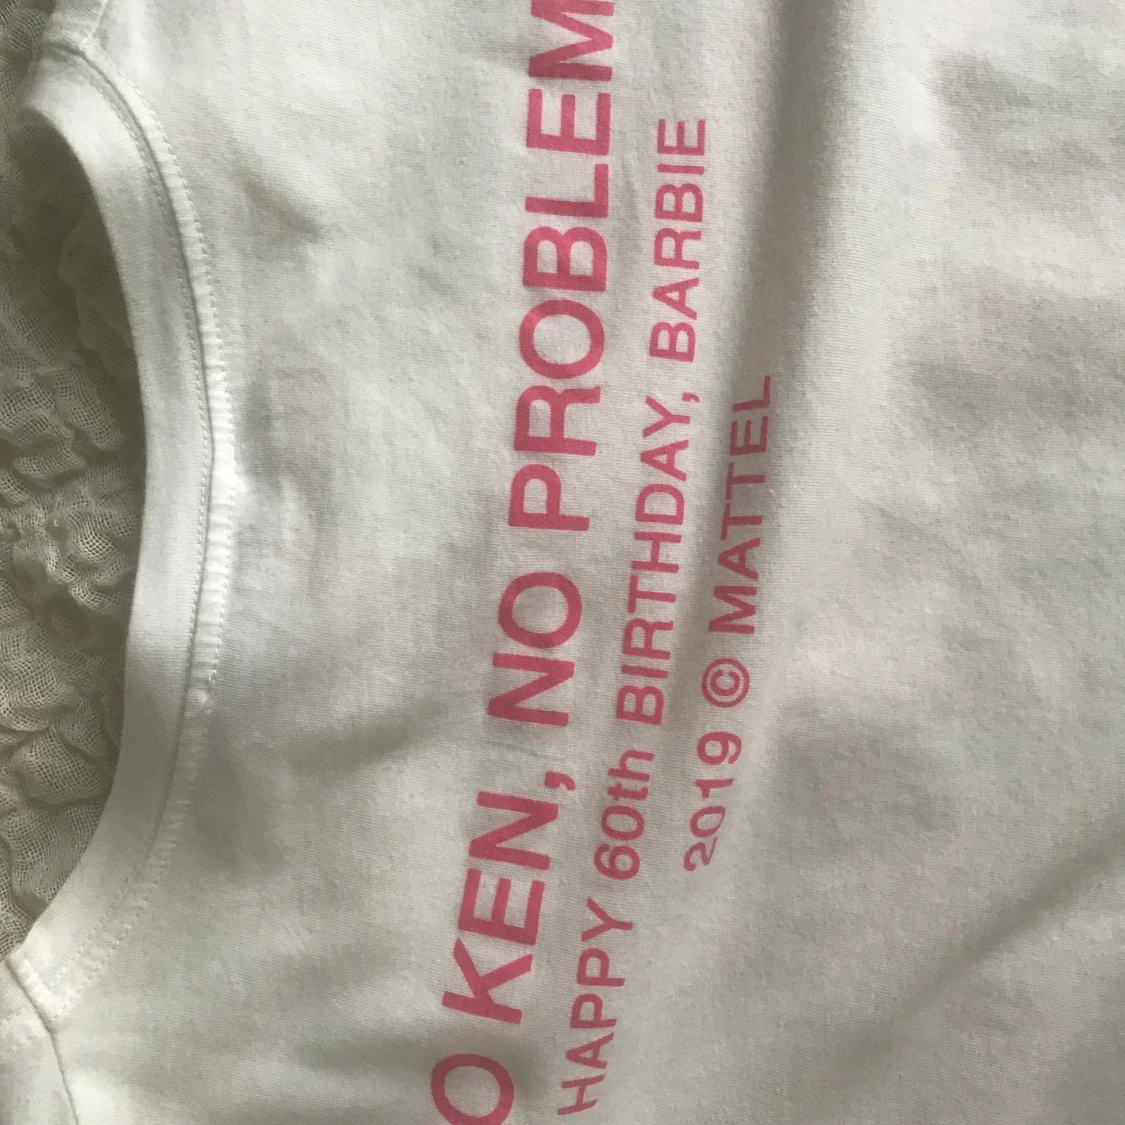 O KEN, NO PROBLEM
HAPPY 60th BIRTHDAY, BARBIE
2019 © MATTEL